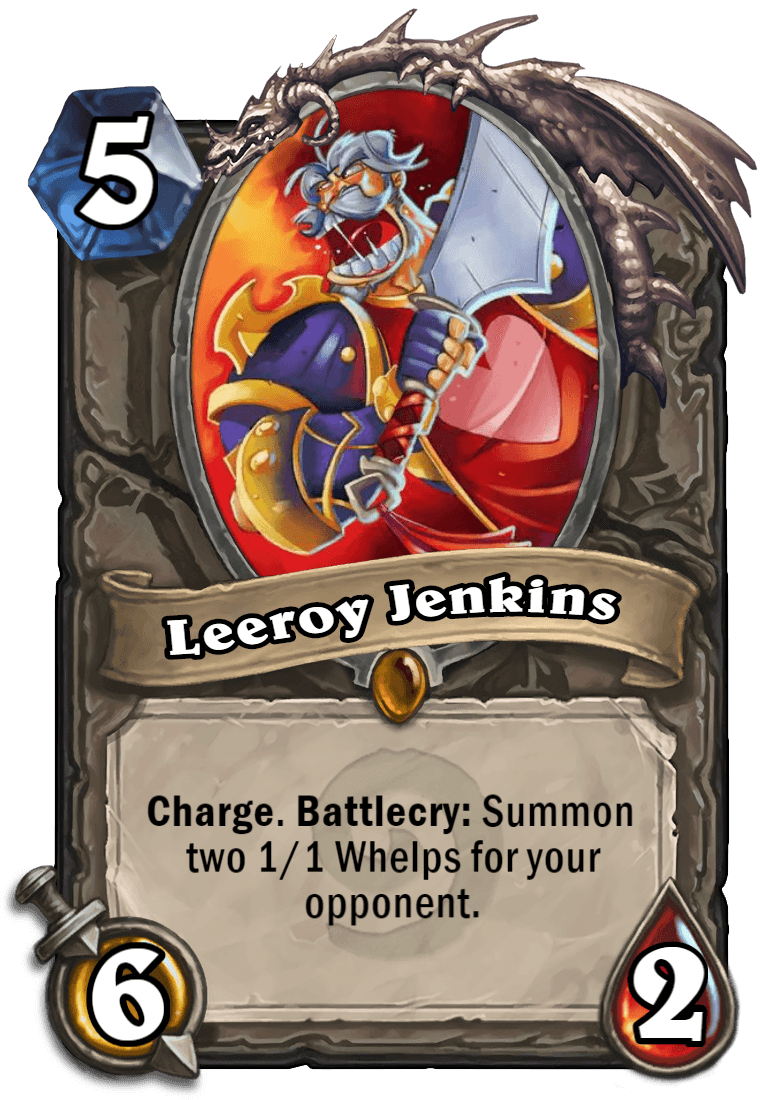 5
Leeroy Jenkins
Charge. Battlecry: Summon
two 1/1 Whelps for your
opponent.
6
2